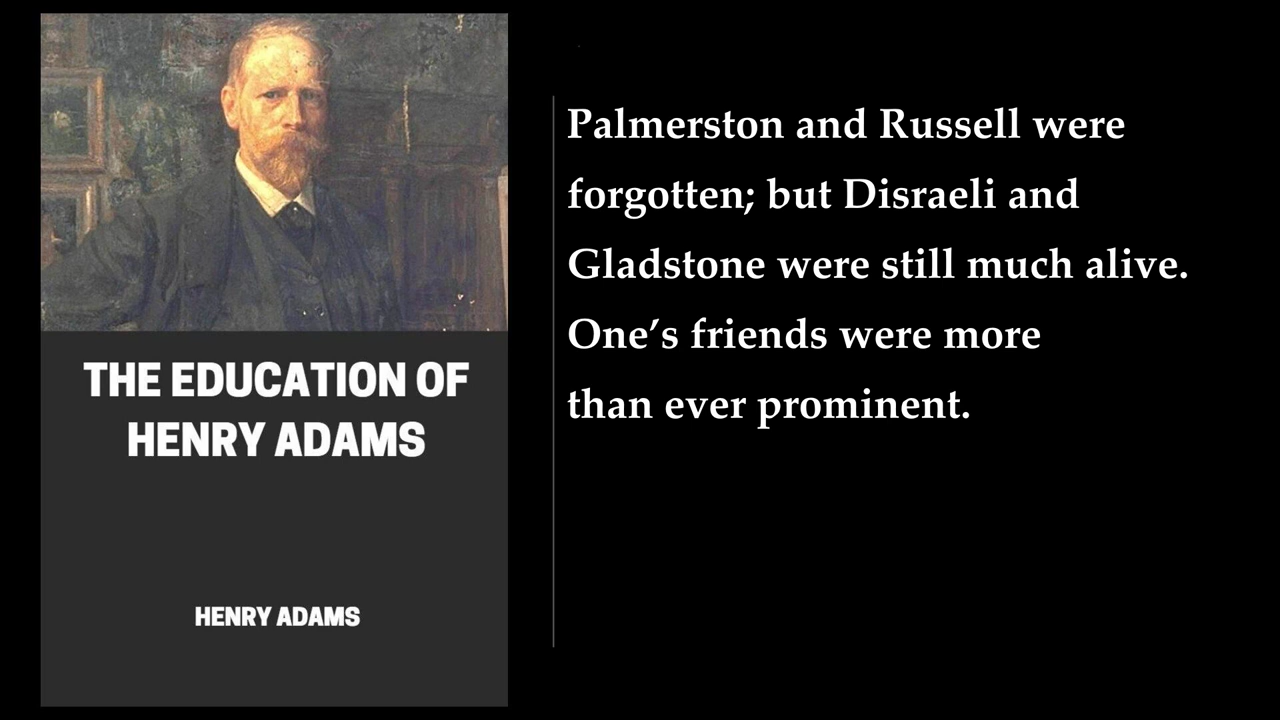 THE EDUCATION OF
HENRY ADAMS
HENRY ADAMS
Palmerston and Russell were
forgotten; but Disraeli and
Gladstone were still much alive.
One’s friends were more
than ever prominent.